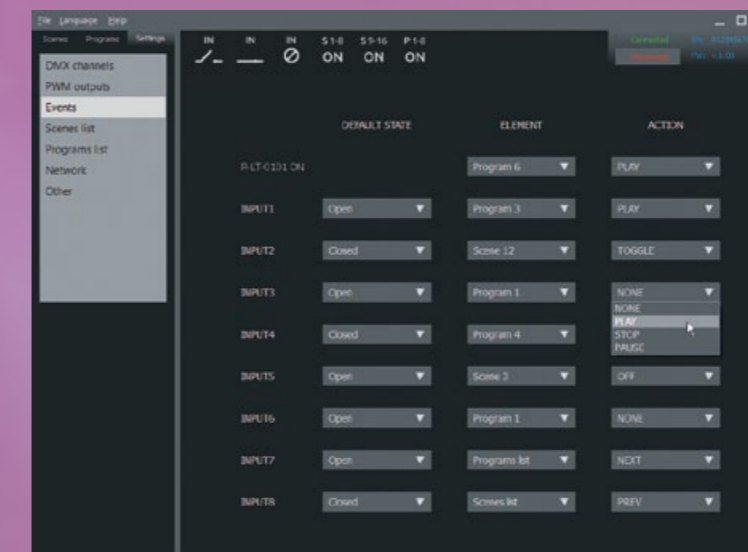 File Language Help
Scenes Programs Settings
IN IN IN S 1-8 S 9-16 P 1-8
ON ON ON
Connected
DMX channels
PWM outputs
Events
Scenes list
Programs list
Network
Other
DEFAULT STATE ELEMENT ACTION
P-LT-0101 ON Program 6 PLAY
INPUT1 Open Program 3 PLAY
INPUT2 Closed Scene 12 TOGGLE
INPUT3 Open Program 1 NONE
NONE
PLAY
STOP
PAUSE
INPUT4 Closed Program 4
INPUT5 Open Scene 3 OFF
INPUT6 Open Program 1 NONE
INPUT7 Open Programs list NEXT
INPUT8 Closed Scenes list PREV